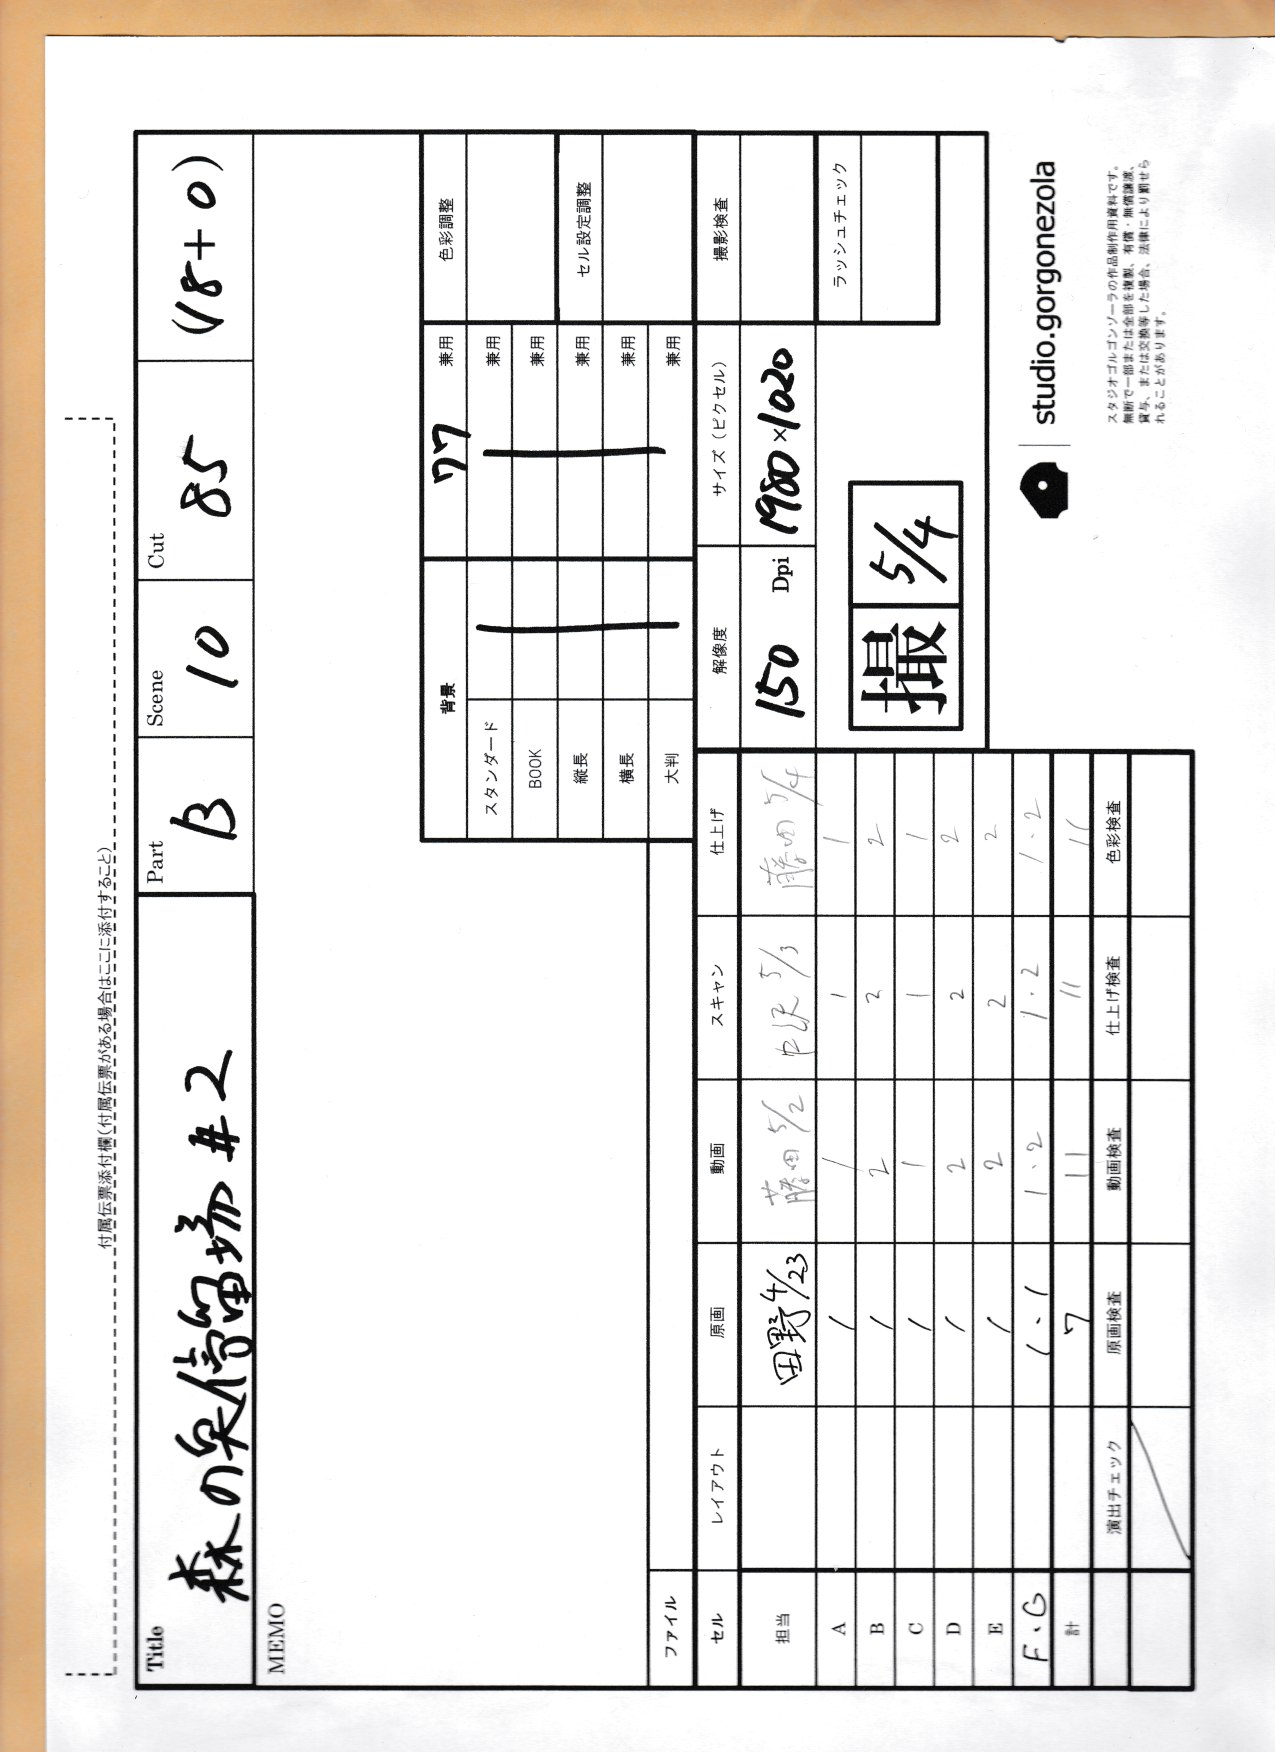 付属伝票添付欄(付属伝票がある場合はここに添付すること)
Title 森の停留場 #2
Part B
Scene 10
Cut 85
(18+0)
MEMO
背景 77 兼用 色彩調整
スタンダード 兼用
BOOK 兼用
縦長 兼用 セル設定調整
横長 兼用
大判 兼用
ファイル
セル レイアウト 原画 動画 スキャン 仕上げ 解像度 サイズ(ピクセル) 撮影検査
担当 田野 4/23 藤田 5/2 中沢 5/3 藤田 5/4 150 Dpi 1980×1020
A 1 1 1 1 ラッシュチェック
B 1 2 2 2
C 1 1 1 1
D 1 2 2 2
E 1 2 2 2
F、G 1、1 1・2 1・2 1・2
計 7 11 11 11
撮 5/4
演出チェック 原画検査 動画検査 仕上げ検査 色彩検査
studio.gorgonezola
スタジオゴルゴンゾーラの作品制作用資料です。
無断で一部または全部を複製、有償・無償譲渡、
貸与、または交換等した場合、法律により罰せら
れることがあります。